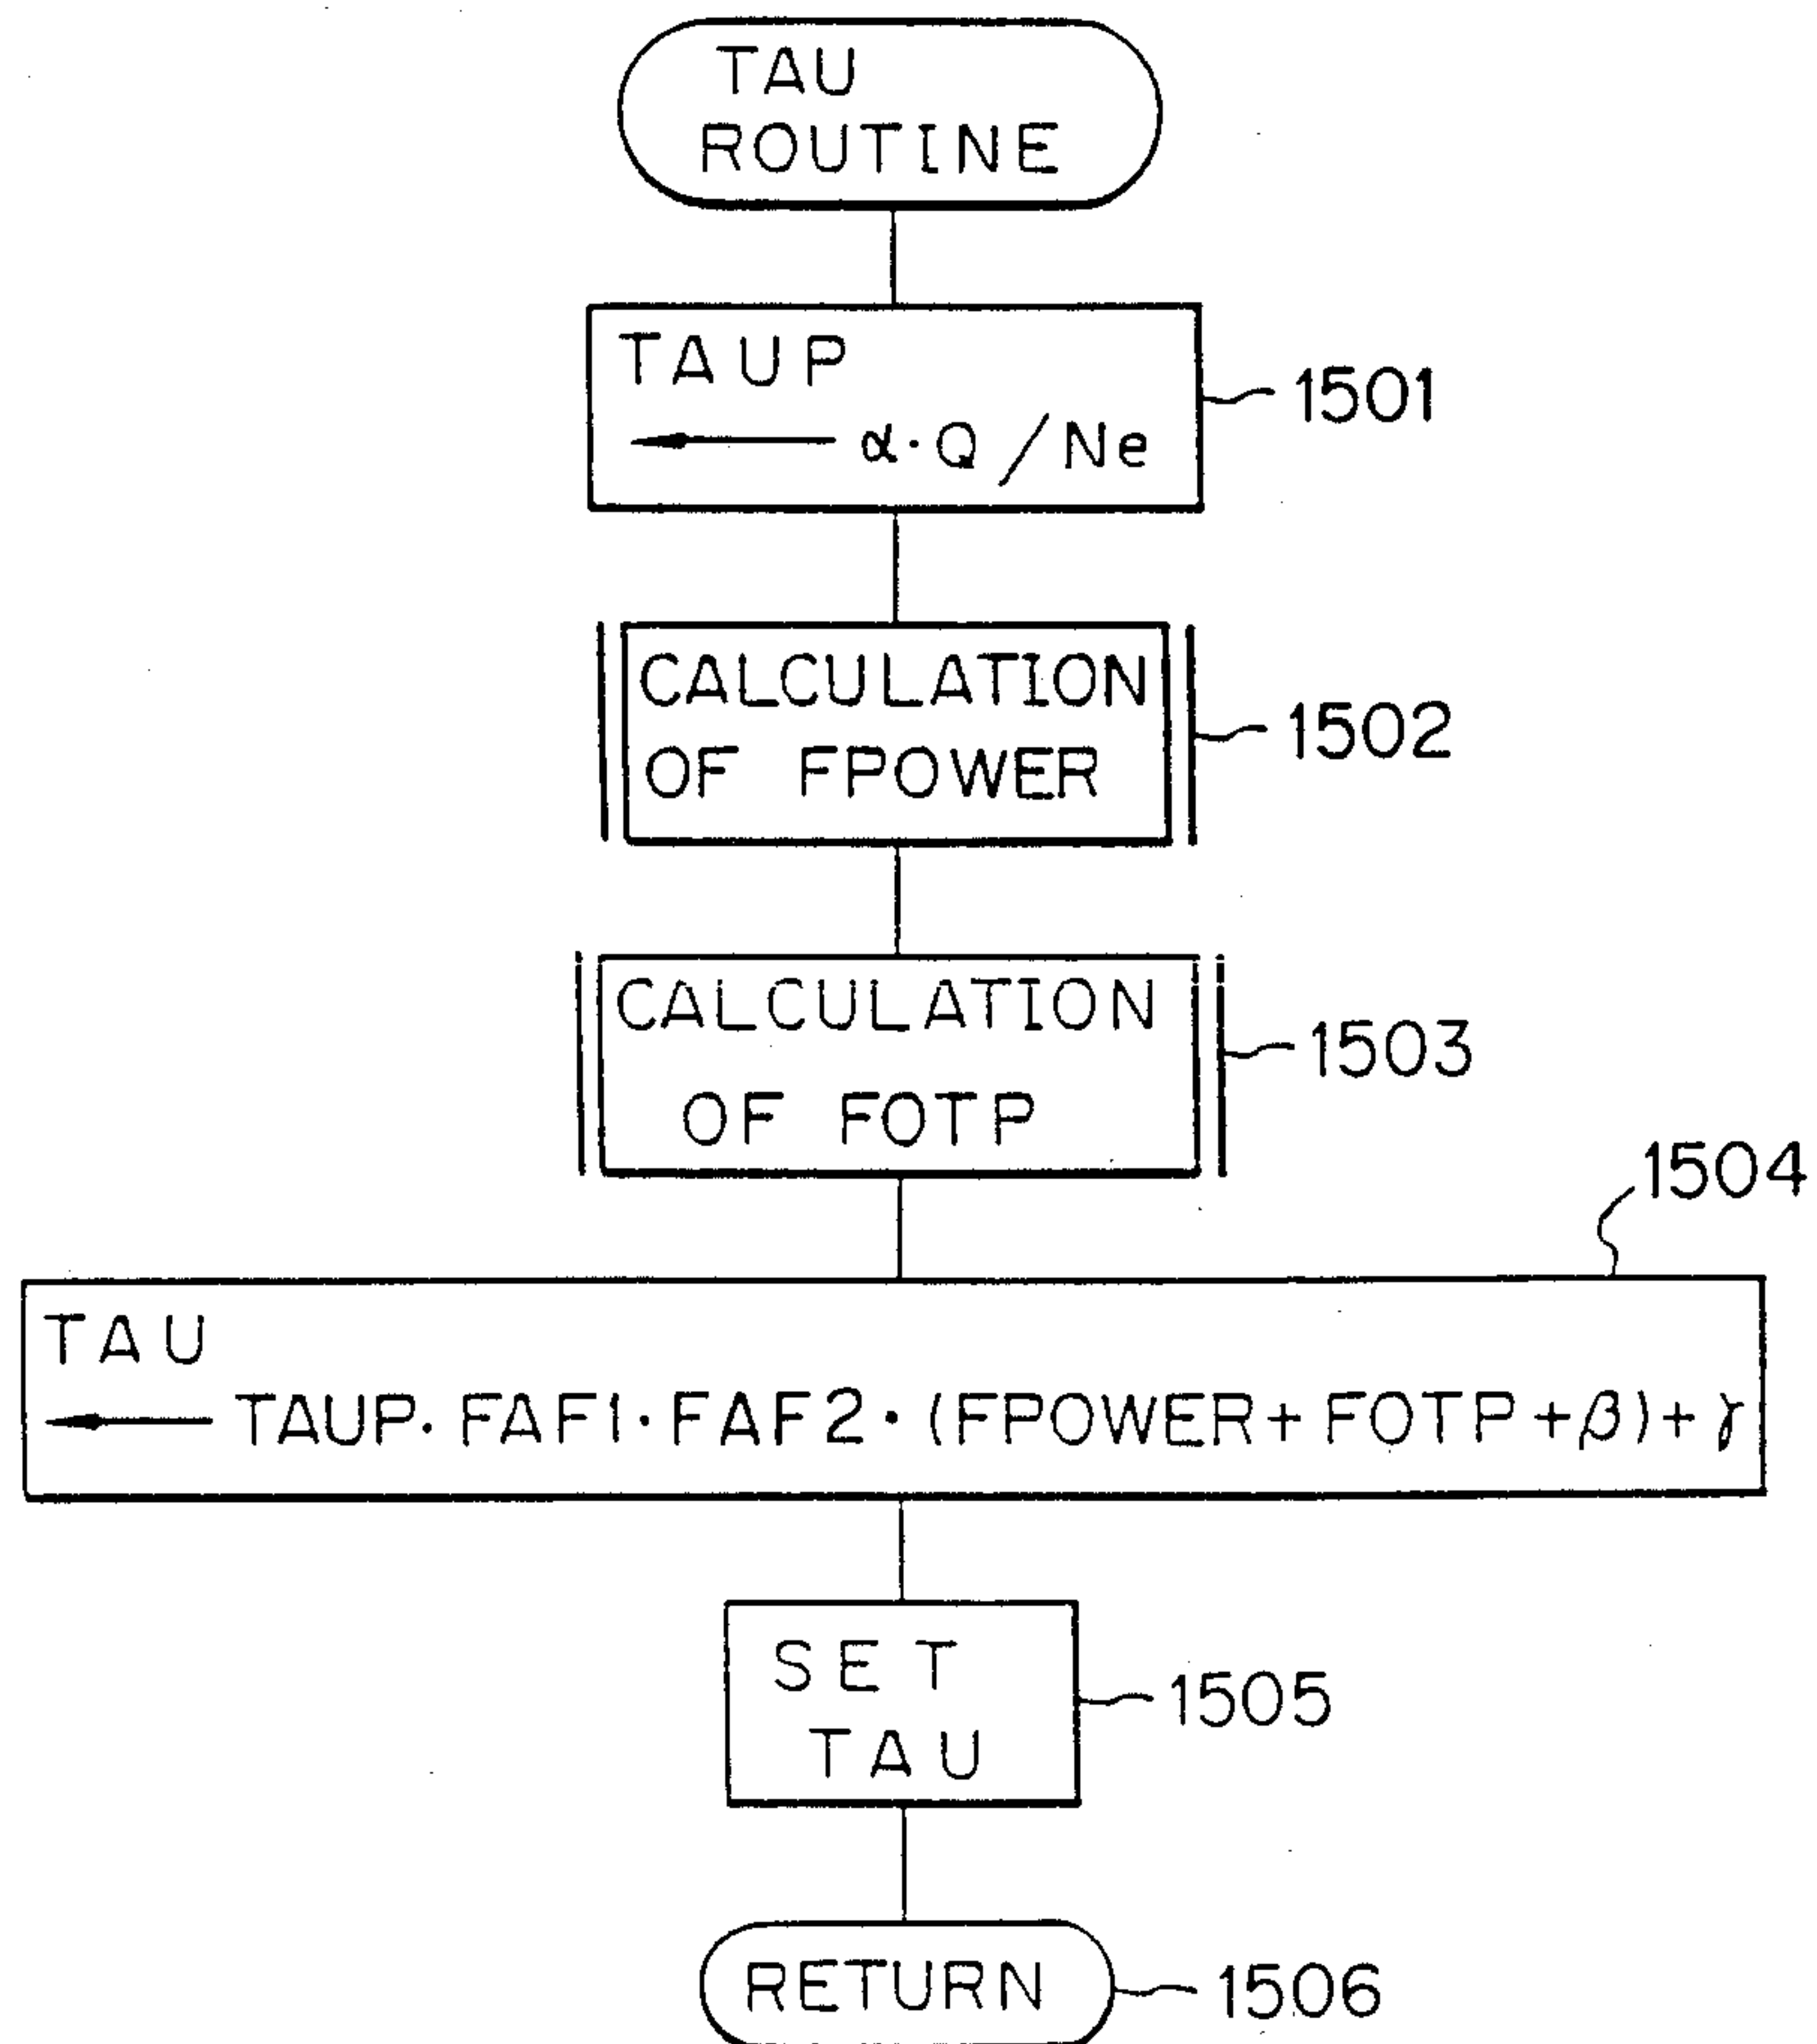 TAU
ROUTINE
TAUP
← α·Q/Ne
1501
CALCULATION
OF FPOWER
1502
CALCULATION
OF FOTP
1503
1504
TAU
← TAUP·FAF1·FAF2·(FPOWER+FOTP+β)+γ
SET
TAU
1505
RETURN
1506